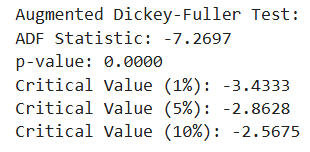 Augmented Dickey-Fuller Test:
ADF Statistic: -7.2697
p-value: 0.0000
Critical Value (1%): -3.4333
Critical Value (5%): -2.8628
Critical Value (10%): -2.5675